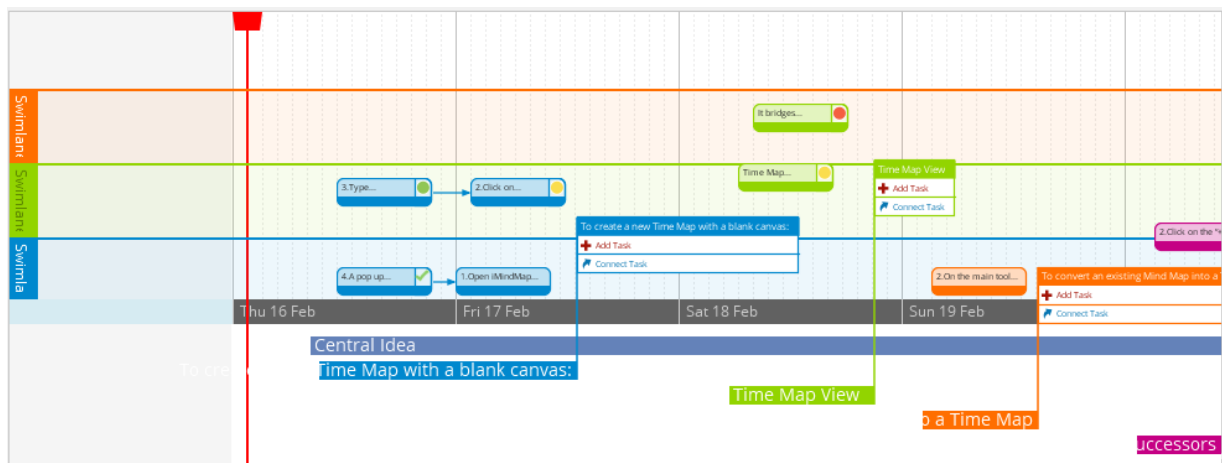 Swimlane
It bridges...
Swimlane
Time Map...
Time Map View
Add Task
Connect Task
3.Type...
2.Click on...
To create a new Time Map with a blank canvas:
Add Task
Connect Task
2.Click on the "+
Swimla
4.A pop up...
1.Open iMindMap...
2.On the main tool...
To convert an existing Mind Map into a T
Add Task
Connect Task
Thu 16 Feb
Fri 17 Feb
Sat 18 Feb
Sun 19 Feb
Central Idea
To cre
Time Map with a blank canvas:
Time Map View
o a Time Map
uccessors